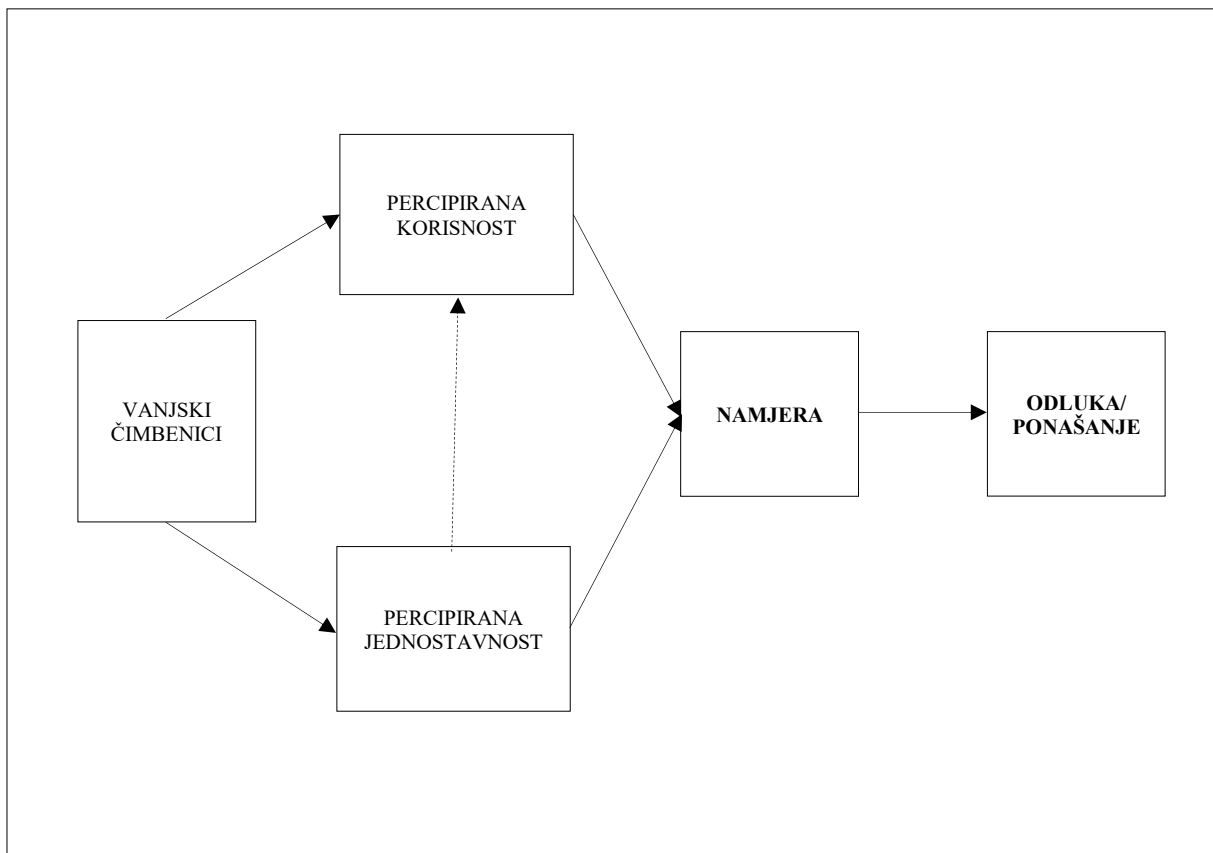 PERCIPIRANA
KORISNOST
VANJSKI
ČIMBENICI
NAMJERA
ODLUKA/
PONAŠANJE
PERCIPIRANA
JEDNOSTAVNOST